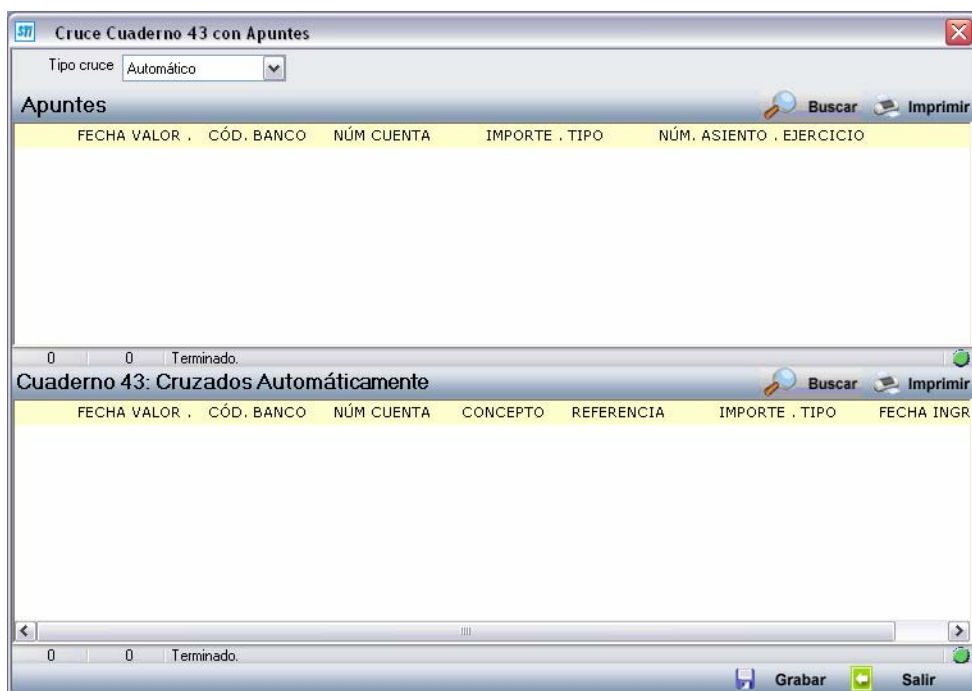 STI Cruce Cuaderno 43 con Apuntes
Tipo cruce Automático
Apuntes Buscar Imprimir
FECHA VALOR . CÓD. BANCO NÚM CUENTA IMPORTE . TIPO NÚM. ASIENTO . EJERCICIO
0 0 Terminado.
Cuaderno 43: Cruzados Automáticamente Buscar Imprimir
FECHA VALOR . CÓD. BANCO NÚM CUENTA CONCEPTO REFERENCIA IMPORTE . TIPO FECHA INGR
0 0 Terminado.
Grabar Salir